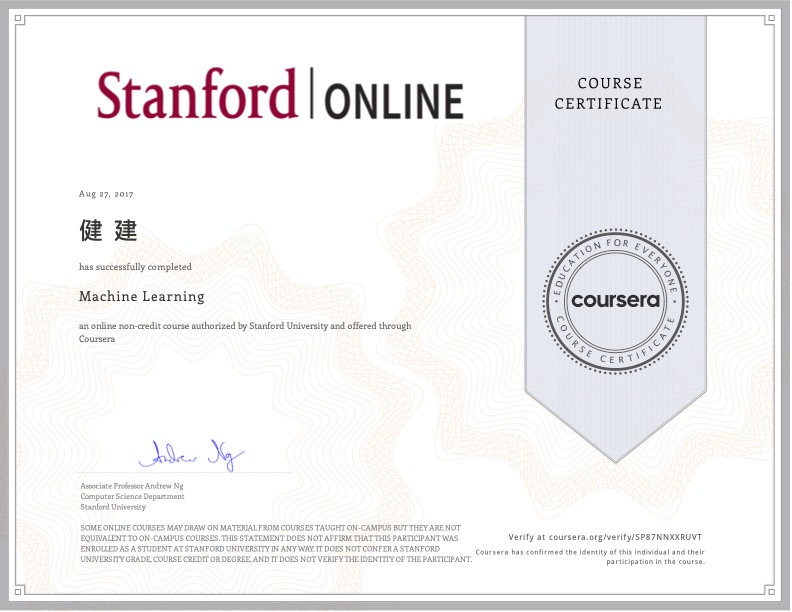 Stanford | ONLINE
COURSE
CERTIFICATE
Aug 27, 2017
健 建
has successfully completed
Machine Learning
an online non-credit course authorized by Stanford University and offered through
Coursera
EDUCATION FOR EVERYONE
coursera
COURSE CERTIFICATE
Andrew Ng
Associate Professor Andrew Ng
Computer Science Department
Stanford University
SOME ONLINE COURSES MAY DRAW ON MATERIAL FROM COURSES TAUGHT ON-CAMPUS BUT THEY ARE NOT
EQUIVALENT TO ON-CAMPUS COURSES. THIS STATEMENT DOES NOT AFFIRM THAT THIS PARTICIPANT WAS
ENROLLED AS A STUDENT AT STANFORD UNIVERSITY IN ANY WAY. IT DOES NOT CONFER A STANFORD
UNIVERSITY GRADE, COURSE CREDIT OR DEGREE, AND IT DOES NOT VERIFY THE IDENTITY OF THE PARTICIPANT.
Verify at coursera.org/verify/SP87NNXXRUVT
Coursera has confirmed the identity of this individual and their
participation in the course.